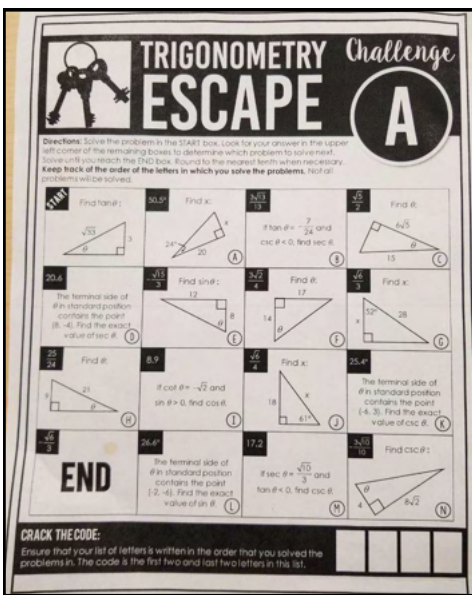 TRIGONOMETRY Challenge
ESCAPE
A
Directions: Solve the problem in the START box. Look for your answer in the upper
left corner of the remaining boxes to determine which problem to solve next.
Solve until you reach the END box. Round to the nearest tenth when necessary.
Keep track of the order of the letters in which you solve the problems. Not all
problems will be solved.
START
Find tan θ:
√33
3
θ
30.5°
Find x:
24°
x
20
A
3√13
13
If tan θ = -7/24 and
csc θ < 0, find sec θ.
B
√5
2
Find θ:
6√5
θ
15
C
20.6
The terminal side of
θ in standard position
contains the point
(8, -4). Find the exact
value of sec θ.
D
-√15
3
Find sin θ:
12
8
θ
E
3√2
4
Find θ:
17
14
θ
F
√6
3
Find x:
52°
28
x
G
25
24
Find θ:
9
21
θ
H
8.9
If cot θ = -√2 and
sin θ > 0, find cos θ.
I
√6
4
Find x:
18
x
61°
J
25.4°
The terminal side of
θ in standard position
contains the point
(-6, 3). Find the exact
value of csc θ.
K
-√6
3
END
26.6°
The terminal side of
θ in standard position
contains the point
(-2, -6). Find the exact
value of sin θ.
L
17.2
If sec θ = √10/3 and
tan θ < 0, find csc θ.
M
-3√10
10
Find csc θ:
θ
4
8√2
N
CRACK THE CODE:
Ensure that your list of letters is written in the order that you solved the
problems in. The code is the first two and last two letters in this list.